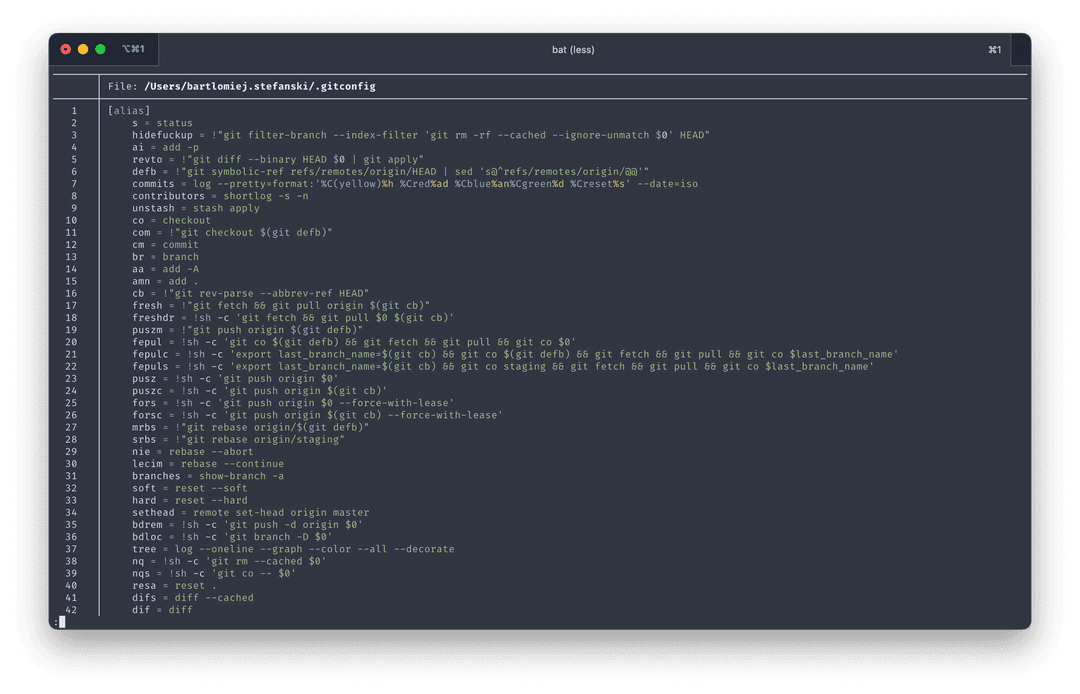 ⌥⌘1 bat (less) ⌘1
File: /Users/bartlomiej.stefanski/.gitconfig
1 [alias]
2 s = status
3 hidefuckup = !"git filter-branch --index-filter 'git rm -rf --cached --ignore-unmatch $0' HEAD"
4 ai = add -p
5 revto = !"git diff --binary HEAD $0 | git apply"
6 defb = !"git symbolic-ref refs/remotes/origin/HEAD | sed 's@^refs/remotes/origin/@@'"
7 commits = log --pretty=format:'%C(yellow)%h %Cred%ad %Cblue%an%Cgreen%d %Creset%s' --date=iso
8 contributors = shortlog -s -n
9 unstash = stash apply
10 co = checkout
11 com = !"git checkout $(git defb)"
12 cm = commit
13 br = branch
14 aa = add -A
15 amn = add .
16 cb = !"git rev-parse --abbrev-ref HEAD"
17 fresh = !"git fetch && git pull origin $(git cb)"
18 freshdr = !sh -c 'git fetch && git pull $0 $(git cb)'
19 puszm = !"git push origin $(git defb)"
20 fepul = !sh -c 'git co $(git defb) && git fetch && git pull && git co $0'
21 fepulc = !sh -c 'export last_branch_name=$(git cb) && git co $(git defb) && git fetch && git pull && git co $last_branch_name'
22 fepuls = !sh -c 'export last_branch_name=$(git cb) && git co staging && git fetch && git pull && git co $last_branch_name'
23 pusz = !sh -c 'git push origin $0'
24 puszc = !sh -c 'git push origin $(git cb)'
25 fors = !sh -c 'git push origin $0 --force-with-lease'
26 forsc = !sh -c 'git push origin $(git cb) --force-with-lease'
27 mrbs = !"git rebase origin/$(git defb)"
28 srbs = !"git rebase origin/staging"
29 nie = rebase --abort
30 lecim = rebase --continue
31 branches = show-branch -a
32 soft = reset --soft
33 hard = reset --hard
34 sethead = remote set-head origin master
35 bdrem = !sh -c 'git push -d origin $0'
36 bdloc = !sh -c 'git branch -D $0'
37 tree = log --oneline --graph --color --all --decorate
38 nq = !sh -c 'git rm --cached $0'
39 nqs = !sh -c 'git co -- $0'
40 resa = reset .
41 difs = diff --cached
42 dif = diff
: